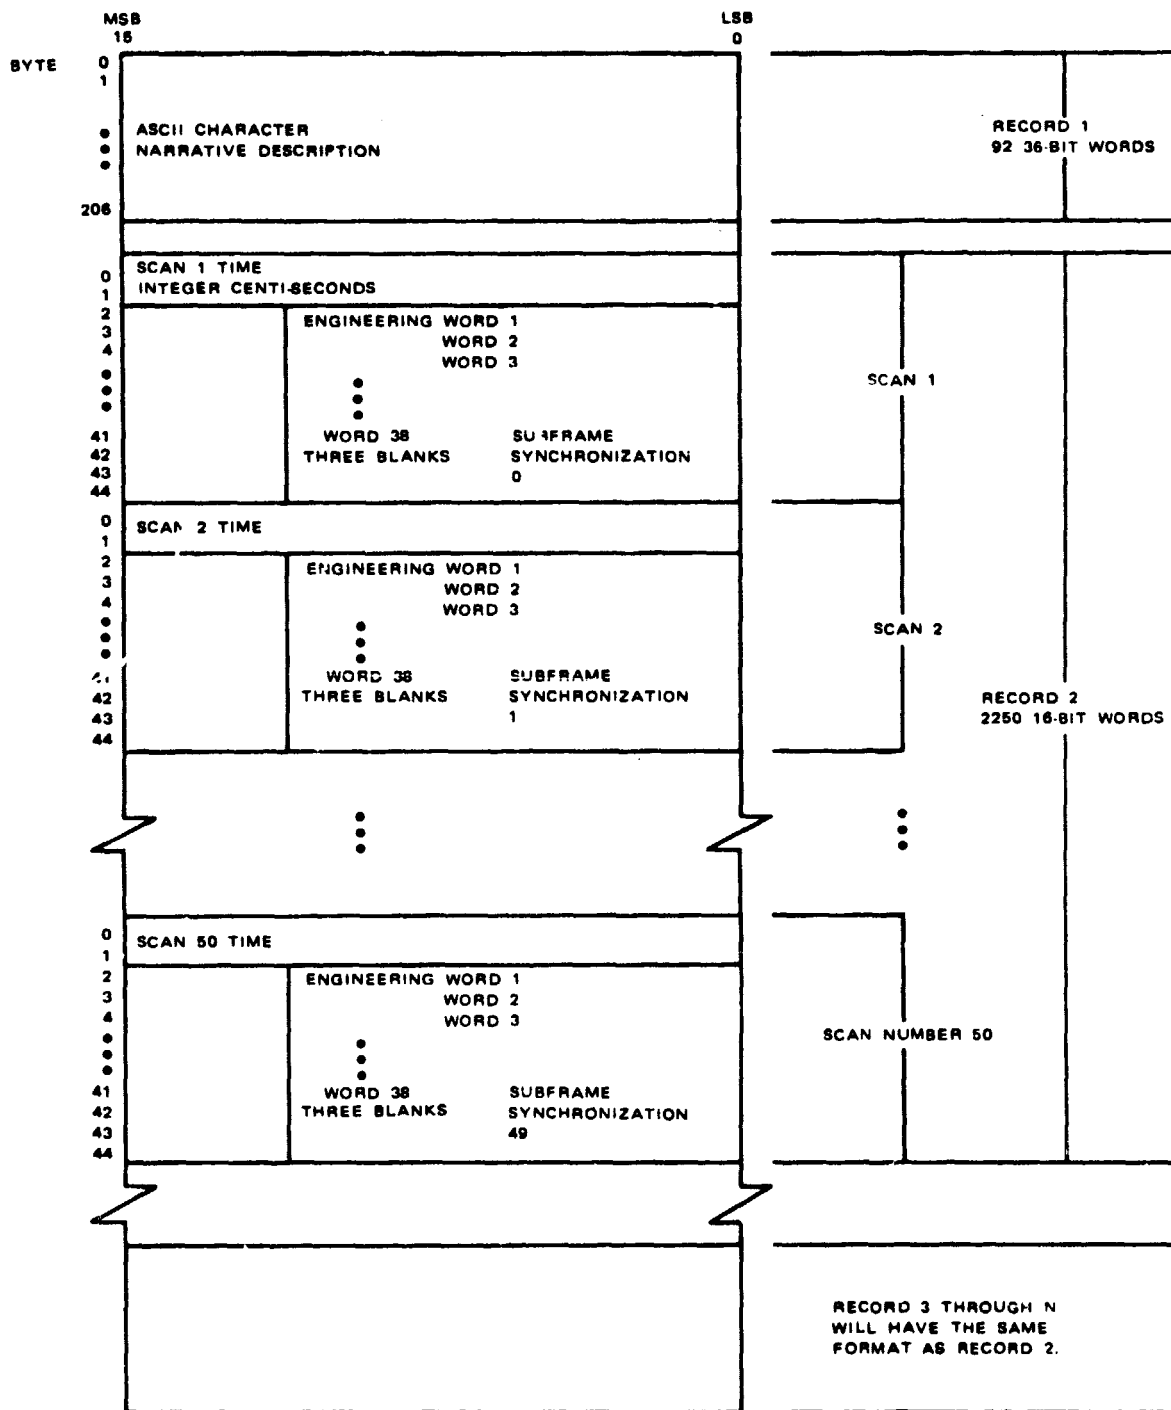 MSB LSB
15 0
BYTE 0
1
ASCII CHARACTER
NARRATIVE DESCRIPTION
206
RECORD 1
92 36-BIT WORDS
0
1
SCAN 1 TIME
INTEGER CENTI-SECONDS
2 ENGINEERING WORD 1
3 WORD 2
4 WORD 3
41 WORD 38 SUBFRAME
42 THREE BLANKS SYNCHRONIZATION
43 0
44
SCAN 1
0
1
SCAN 2 TIME
2 ENGINEERING WORD 1
3 WORD 2
4 WORD 3
WORD 38 SUBFRAME
42 THREE BLANKS SYNCHRONIZATION
43 1
44
SCAN 2
RECORD 2
2250 16-BIT WORDS
0
1
SCAN 50 TIME
2 ENGINEERING WORD 1
3 WORD 2
4 WORD 3
41 WORD 38 SUBFRAME
42 THREE BLANKS SYNCHRONIZATION
43 49
44
SCAN NUMBER 50
RECORD 3 THROUGH N
WILL HAVE THE SAME
FORMAT AS RECORD 2.